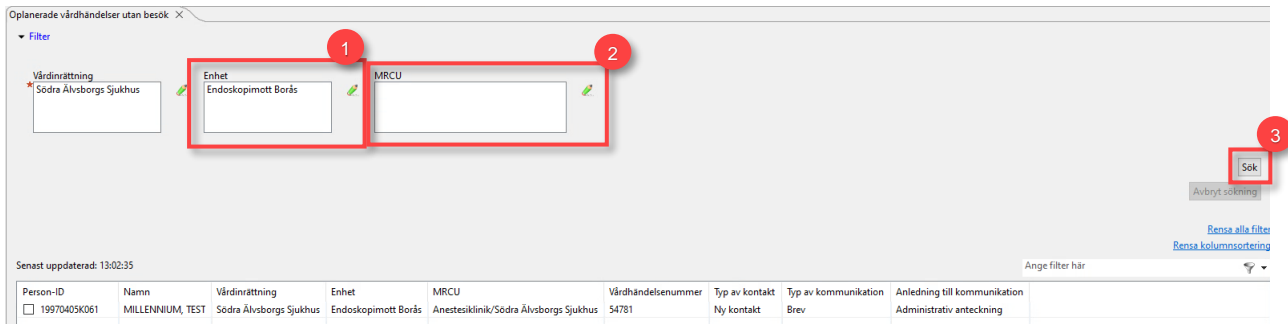 Oplanerade vårdhändelser utan besök
Filter
1
2
Vårdinrättning Enhet MRCU
* Södra Älvsborgs Sjukhus Endoskopimott Borås
3
Sök
Avbryt sökning
Rensa alla filter
Rensa kolumnsortering
Senast uppdaterad: 13:02:35 Ange filter här
Person-ID Namn Vårdinrättning Enhet MRCU Vårdhändelsenummer Typ av kontakt Typ av kommunikation Anledning till kommunikation
19970405K061 MILLENNIUM, TEST Södra Älvsborgs Sjukhus Endoskopimott Borås Anestesiklinik/Södra Älvsborgs Sjukhus 54781 Ny kontakt Brev Administrativ anteckning